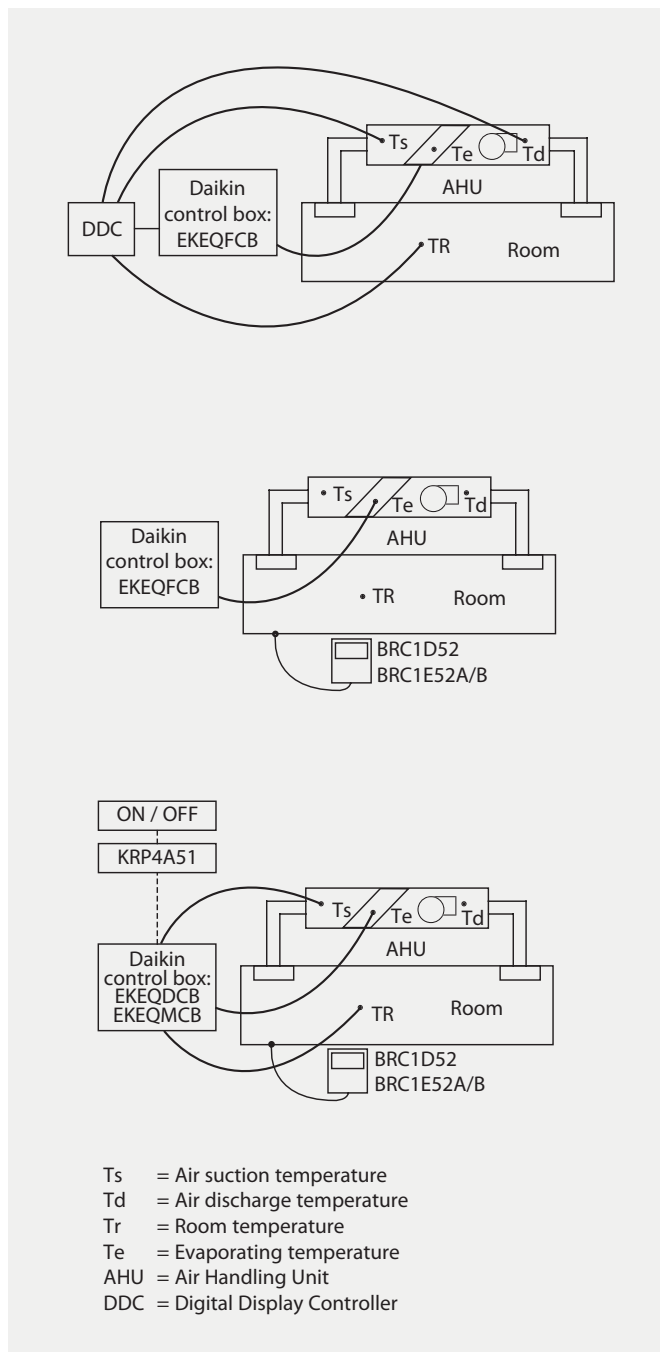 Ts
Te
Td
AHU
Daikin
control box:
EKEQFCB
DDC
TR
Room
Ts
Te
Td
AHU
Daikin
control box:
EKEQFCB
TR
Room
BRC1D52
BRC1E52A/B
ON / OFF
KRP4A51
Ts
Te
Td
AHU
Daikin
control box:
EKEQDCB
EKEQMCB
TR
Room
BRC1D52
BRC1E52A/B
Ts = Air suction temperature
Td = Air discharge temperature
Tr = Room temperature
Te = Evaporating temperature
AHU = Air Handling Unit
DDC = Digital Display Controller